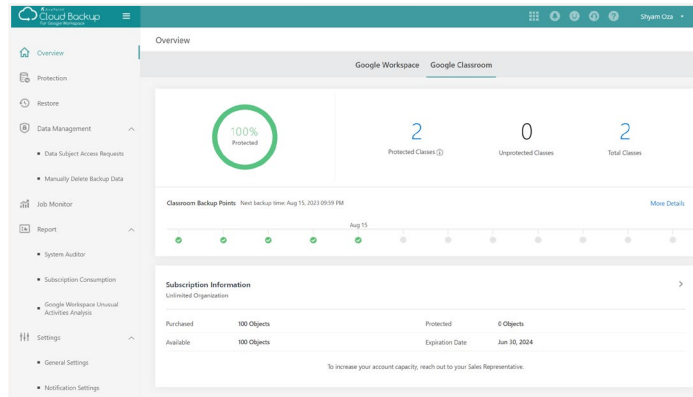 Cloud Backup
For Google Workspace
Shyam Oza
Overview
Protection
Restore
Data Management
Data Subject Access Requests
Manually Delete Backup Data
Job Monitor
Report
System Auditor
Subscription Consumption
Google Workspace Unusual
Activities Analysis
Settings
General Settings
Notification Settings
Overview
Google Workspace Google Classroom
100%
Protected
2
Protected Classes
0
Unprotected Classes
2
Total Classes
Classroom Backup Points Next backup time: Aug 15, 2023 09:59 PM More Details
Aug 15
Subscription Information
Unlimited Organization
Purchased 100 Objects Protected 0 Objects
Available 100 Objects Expiration Date Jun 30, 2024
To increase your account capacity, reach out to your Sales Representative.